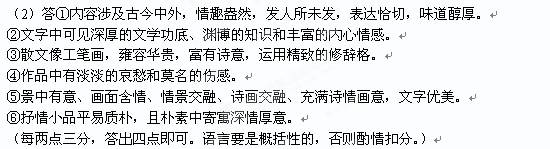 （2）答①内容涉及古今中外，情趣盎然，发人所未发，表达恰切，味道醇厚。
②文字中可见深厚的文学功底、渊博的知识和丰富的内心情感。
③散文像工笔画，雍容华贵，富有诗意，运用精致的修辞格。
④作品中有淡淡的哀愁和莫名的伤感。
⑤景中有意、画面含情、情景交融、诗画交融、充满诗情画意，文字优美。
⑥抒情小品平易质朴，且朴素中寄寓深情厚意。
（每两点三分，答出四点即可。语言要是概括性的，否则酌情扣分。）